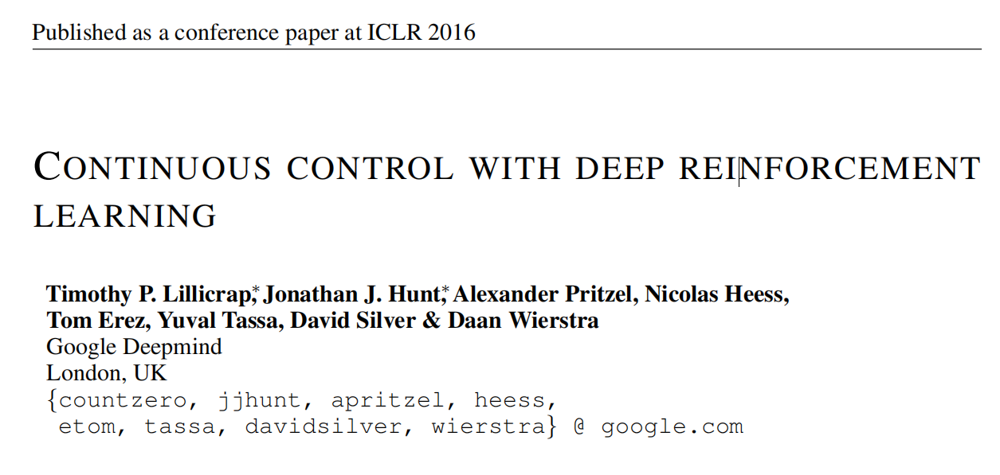 Published as a conference paper at ICLR 2016
CONTINUOUS CONTROL WITH DEEP REINFORCEMENT
LEARNING
Timothy P. Lillicrap,* Jonathan J. Hunt,* Alexander Pritzel, Nicolas Heess,
Tom Erez, Yuval Tassa, David Silver & Daan Wierstra
Google Deepmind
London, UK
{countzero, jjhunt, apritzel, heess,
etom, tassa, davidsilver, wierstra} @ google.com